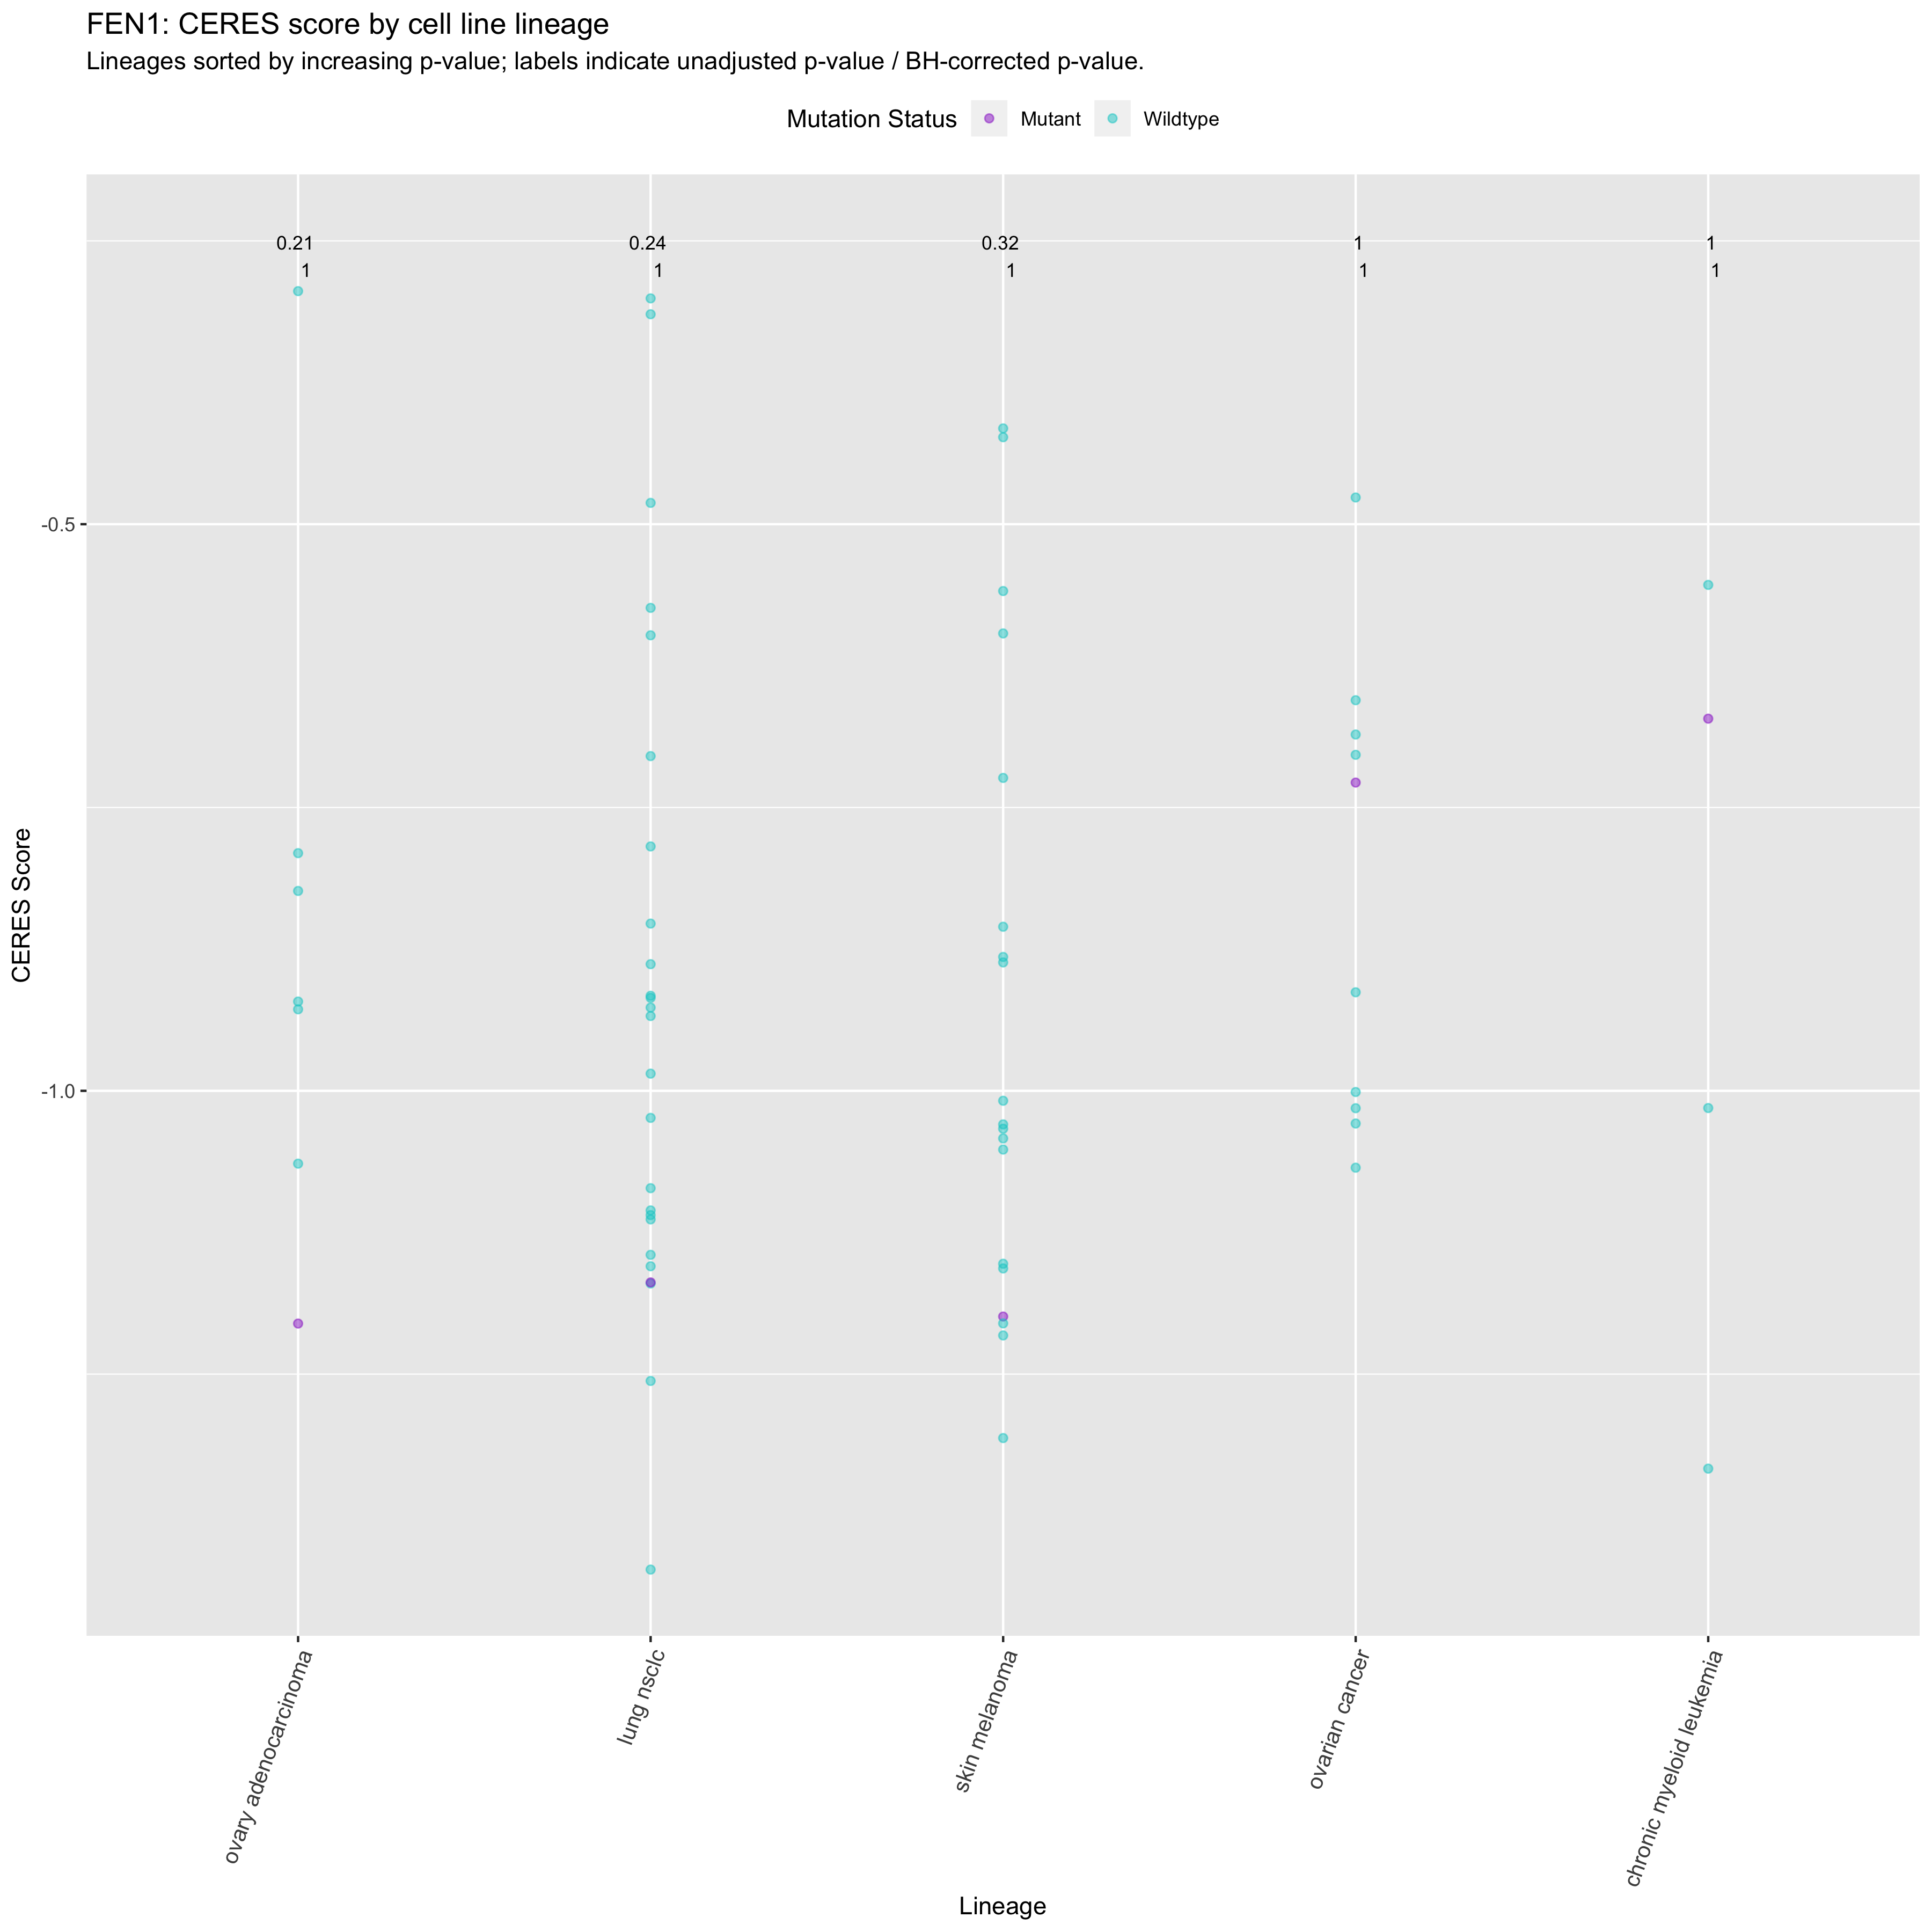 FEN1: CERES score by cell line lineage
Lineages sorted by increasing p-value; labels indicate unadjusted p-value / BH-corrected p-value.
Mutation Status Mutant Wildtype
0.21 0.24 0.32 1 1
1 1 1 1 1
-0.5
-1.0
CERES Score
ovary adenocarcinoma
lung nsclc
skin melanoma
ovarian cancer
chronic myeloid leukemia
Lineage